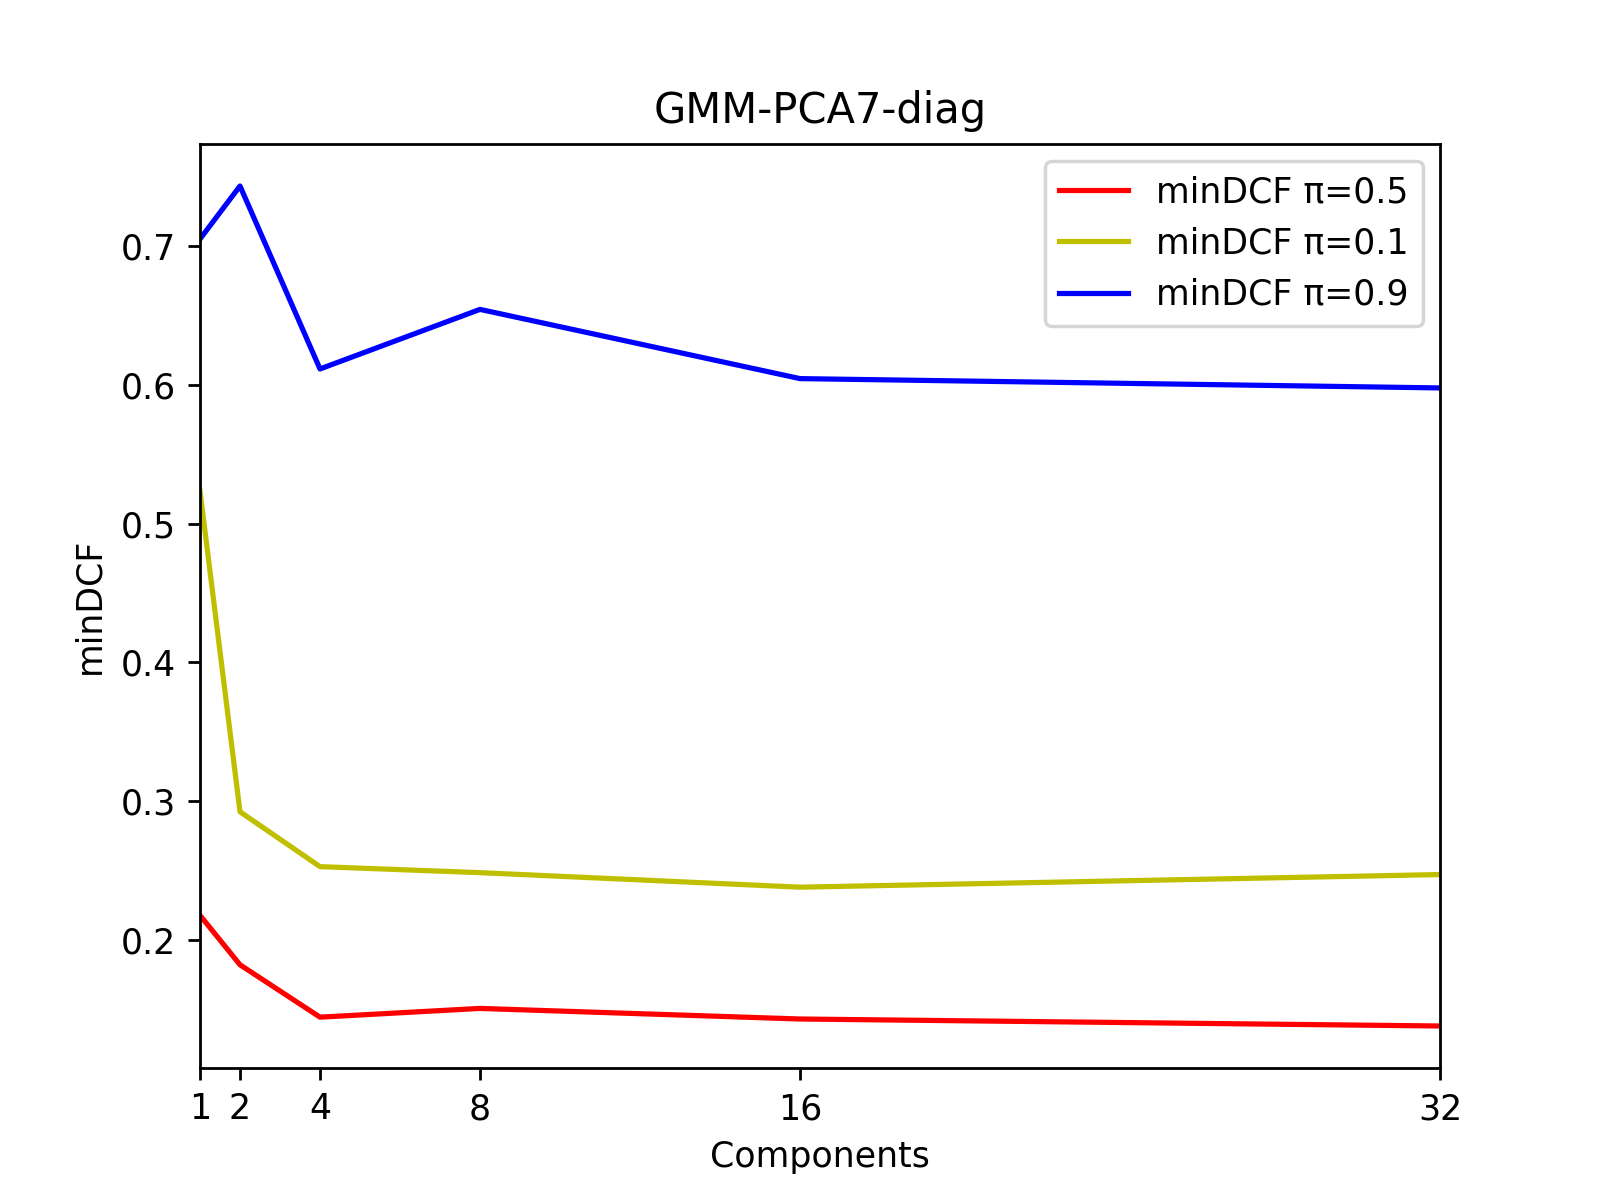 GMM-PCA7-diag
minDCF π=0.5
minDCF π=0.1
minDCF π=0.9
0.7
0.6
0.5
0.4
0.3
0.2
minDCF
1 2 4 8 16 32
Components